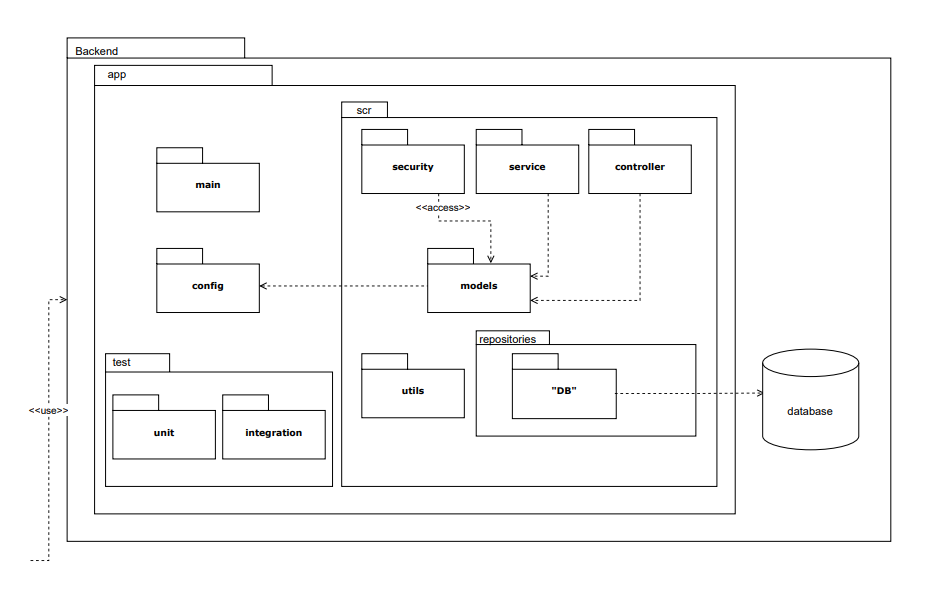 Backend
app
scr
security
service
controller
main
<<access>>
config
models
repositories
test
utils
"DB"
<<use>>
database
unit
integration